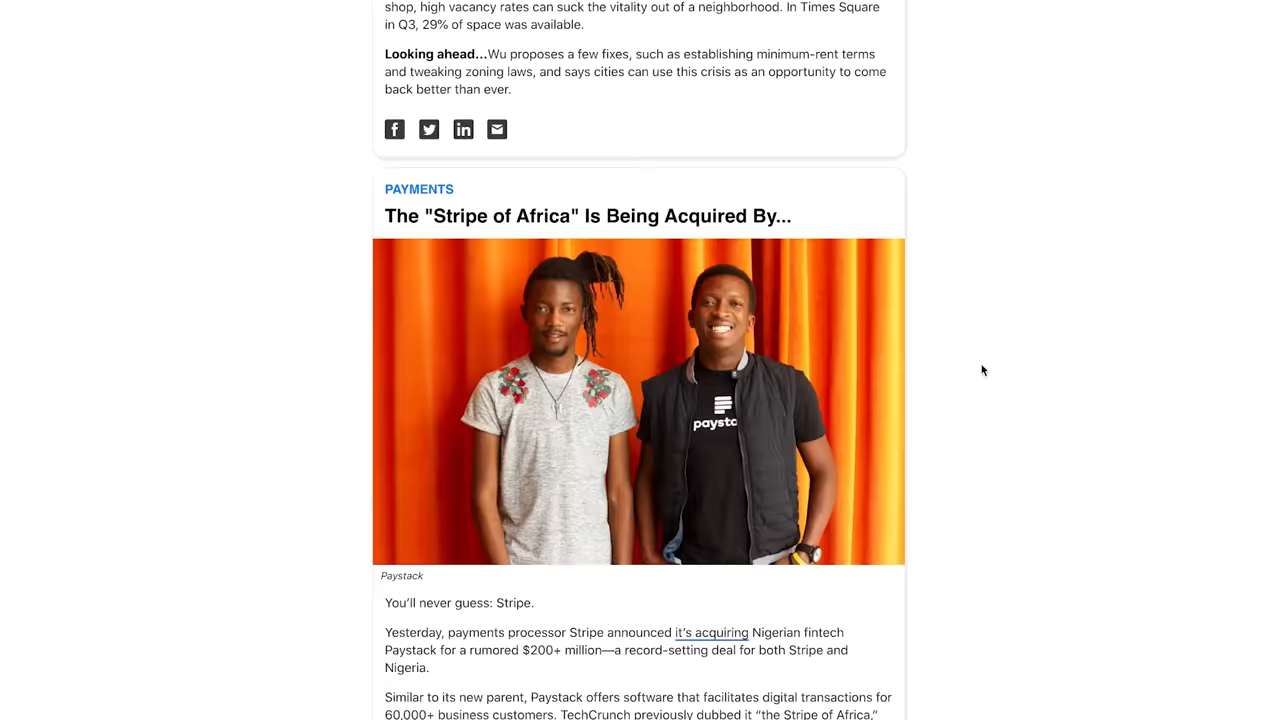 shop, high vacancy rates can suck the vitality out of a neighborhood. In Times Square
in Q3, 29% of space was available.
Looking ahead...Wu proposes a few fixes, such as establishing minimum-rent terms
and tweaking zoning laws, and says cities can use this crisis as an opportunity to come
back better than ever.
PAYMENTS
The "Stripe of Africa" Is Being Acquired By...
paysta
Paystack
You’ll never guess: Stripe.
Yesterday, payments processor Stripe announced it’s acquiring Nigerian fintech
Paystack for a rumored $200+ million—a record-setting deal for both Stripe and
Nigeria.
Similar to its new parent, Paystack offers software that facilitates digital transactions for
60,000+ business customers. TechCrunch previously dubbed it “the Stripe of Africa,”